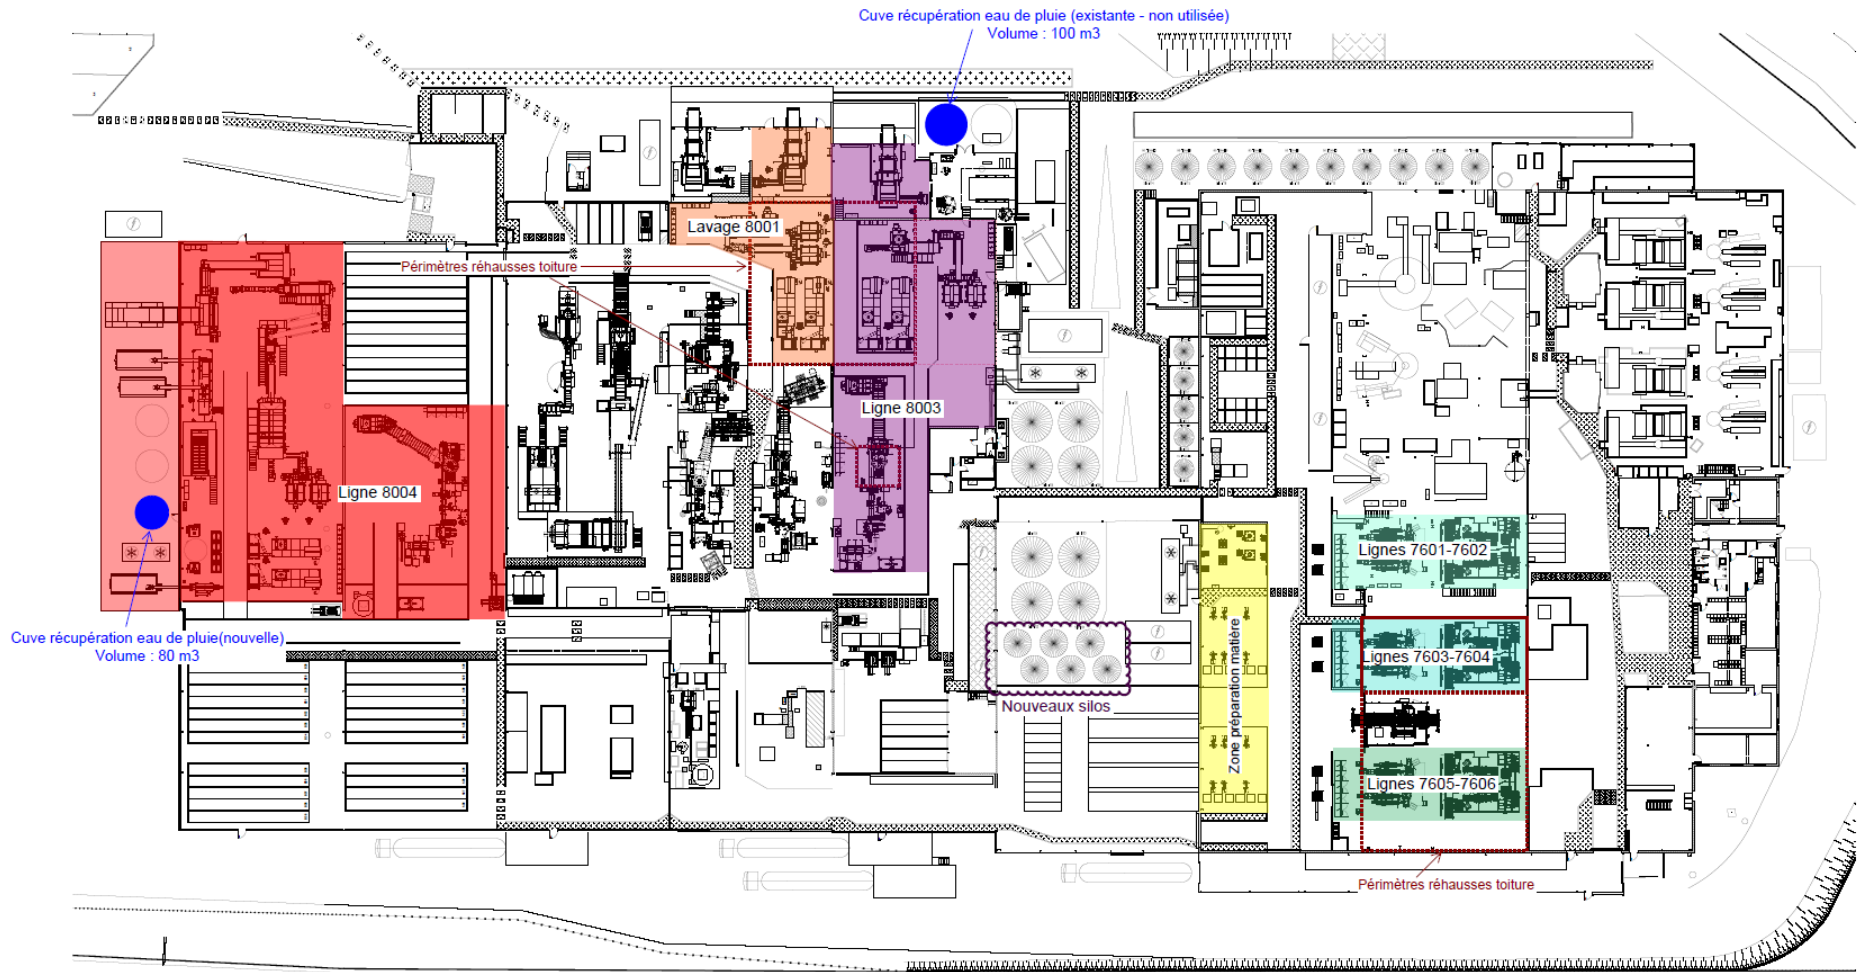 Cuve récupération eau de pluie (existante - non utilisée)
Volume : 100 m3
Lavage 8001
Périmètres réhausses toiture
Ligne 8003
Ligne 8004
Cuve récupération eau de pluie(nouvelle)
Volume : 80 m3
Nouveaux silos
Zone préparation matière
Lignes 7601-7602
Lignes 7603-7604
Lignes 7605-7606
Périmètres réhausses toiture